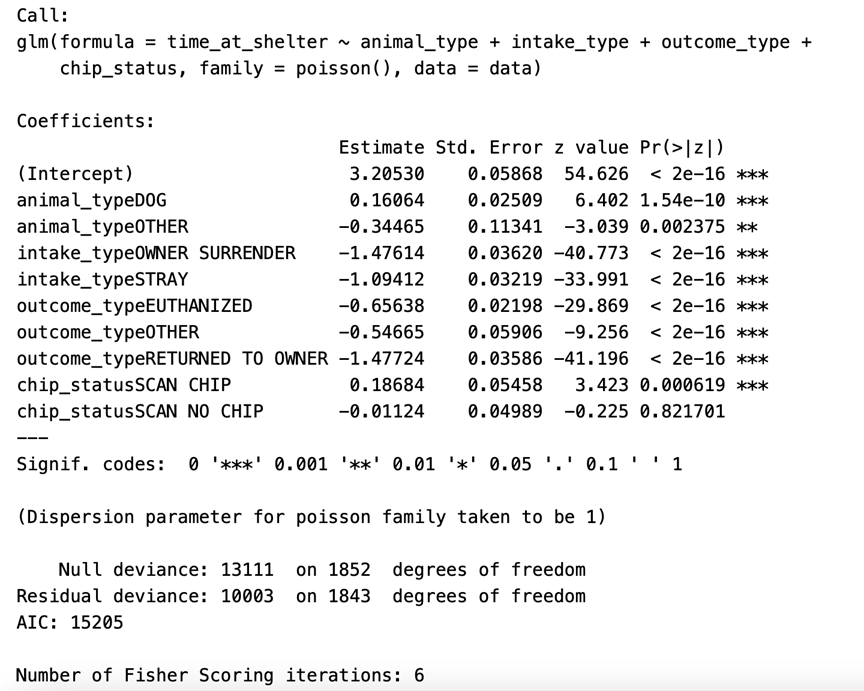 Call:
glm(formula = time_at_shelter ~ animal_type + intake_type + outcome_type +
    chip_status, family = poisson(), data = data)

Coefficients:
                              Estimate Std. Error z value Pr(>|z|)
(Intercept)                    3.20530    0.05868  54.626  < 2e-16 ***
animal_typeDOG                 0.16064    0.02509   6.402 1.54e-10 ***
animal_typeOTHER              -0.34465    0.11341  -3.039 0.002375 **
intake_typeOWNER SURRENDER    -1.47614    0.03620 -40.773  < 2e-16 ***
intake_typeSTRAY              -1.09412    0.03219 -33.991  < 2e-16 ***
outcome_typeEUTHANIZED        -0.65638    0.02198 -29.869  < 2e-16 ***
outcome_typeOTHER             -0.54665    0.05906  -9.256  < 2e-16 ***
outcome_typeRETURNED TO OWNER -1.47724    0.03586 -41.196  < 2e-16 ***
chip_statusSCAN CHIP           0.18684    0.05458   3.423 0.000619 ***
chip_statusSCAN NO CHIP       -0.01124    0.04989  -0.225 0.821701
---
Signif. codes:  0 '***' 0.001 '**' 0.01 '*' 0.05 '.' 0.1 ' ' 1

(Dispersion parameter for poisson family taken to be 1)

    Null deviance: 13111  on 1852  degrees of freedom
Residual deviance: 10003  on 1843  degrees of freedom
AIC: 15205

Number of Fisher Scoring iterations: 6